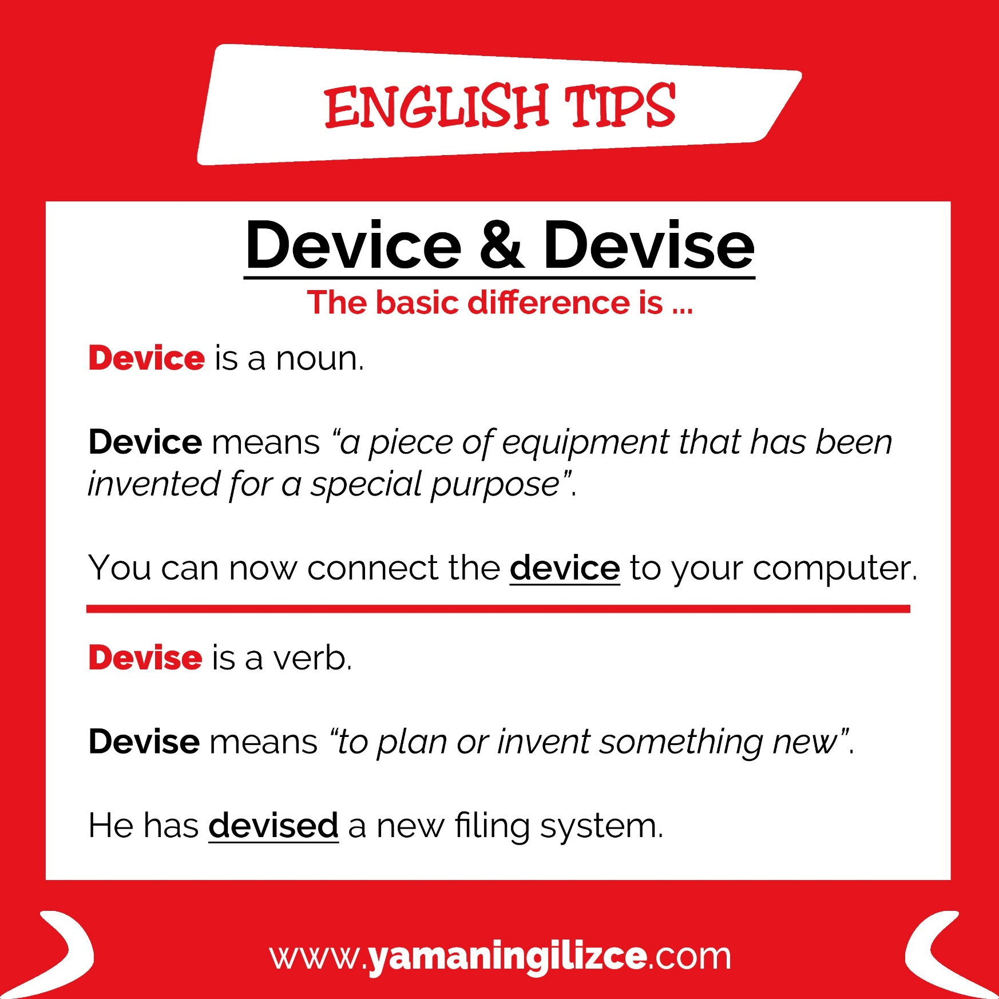 ENGLISH TIPS
Device & Devise
The basic difference is ...
Device is a noun.
Device means “a piece of equipment that has been
invented for a special purpose”.
You can now connect the device to your computer.
Devise is a verb.
Devise means “to plan or invent something new”.
He has devised a new filing system.
www.yamaningilizce.com